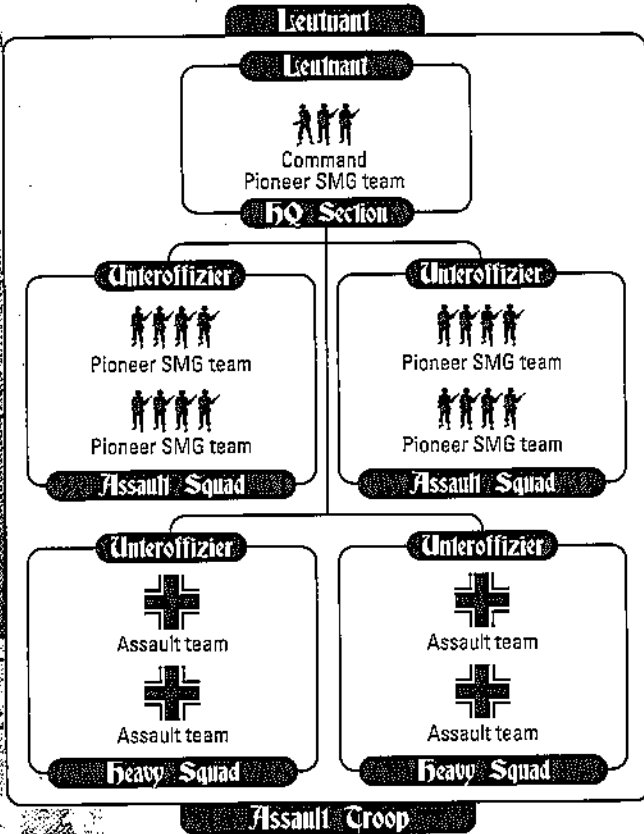 Leutnant
Leutnant
Command
Pioneer SMG team
HQ Section
Unteroffizier
Pioneer SMG team
Pioneer SMG team
Assault Squad
Unteroffizier
Pioneer SMG team
Pioneer SMG team
Assault Squad
Unteroffizier
Assault team
Assault team
Heavy Squad
Unteroffizier
Assault team
Assault team
Heavy Squad
Assault Troop